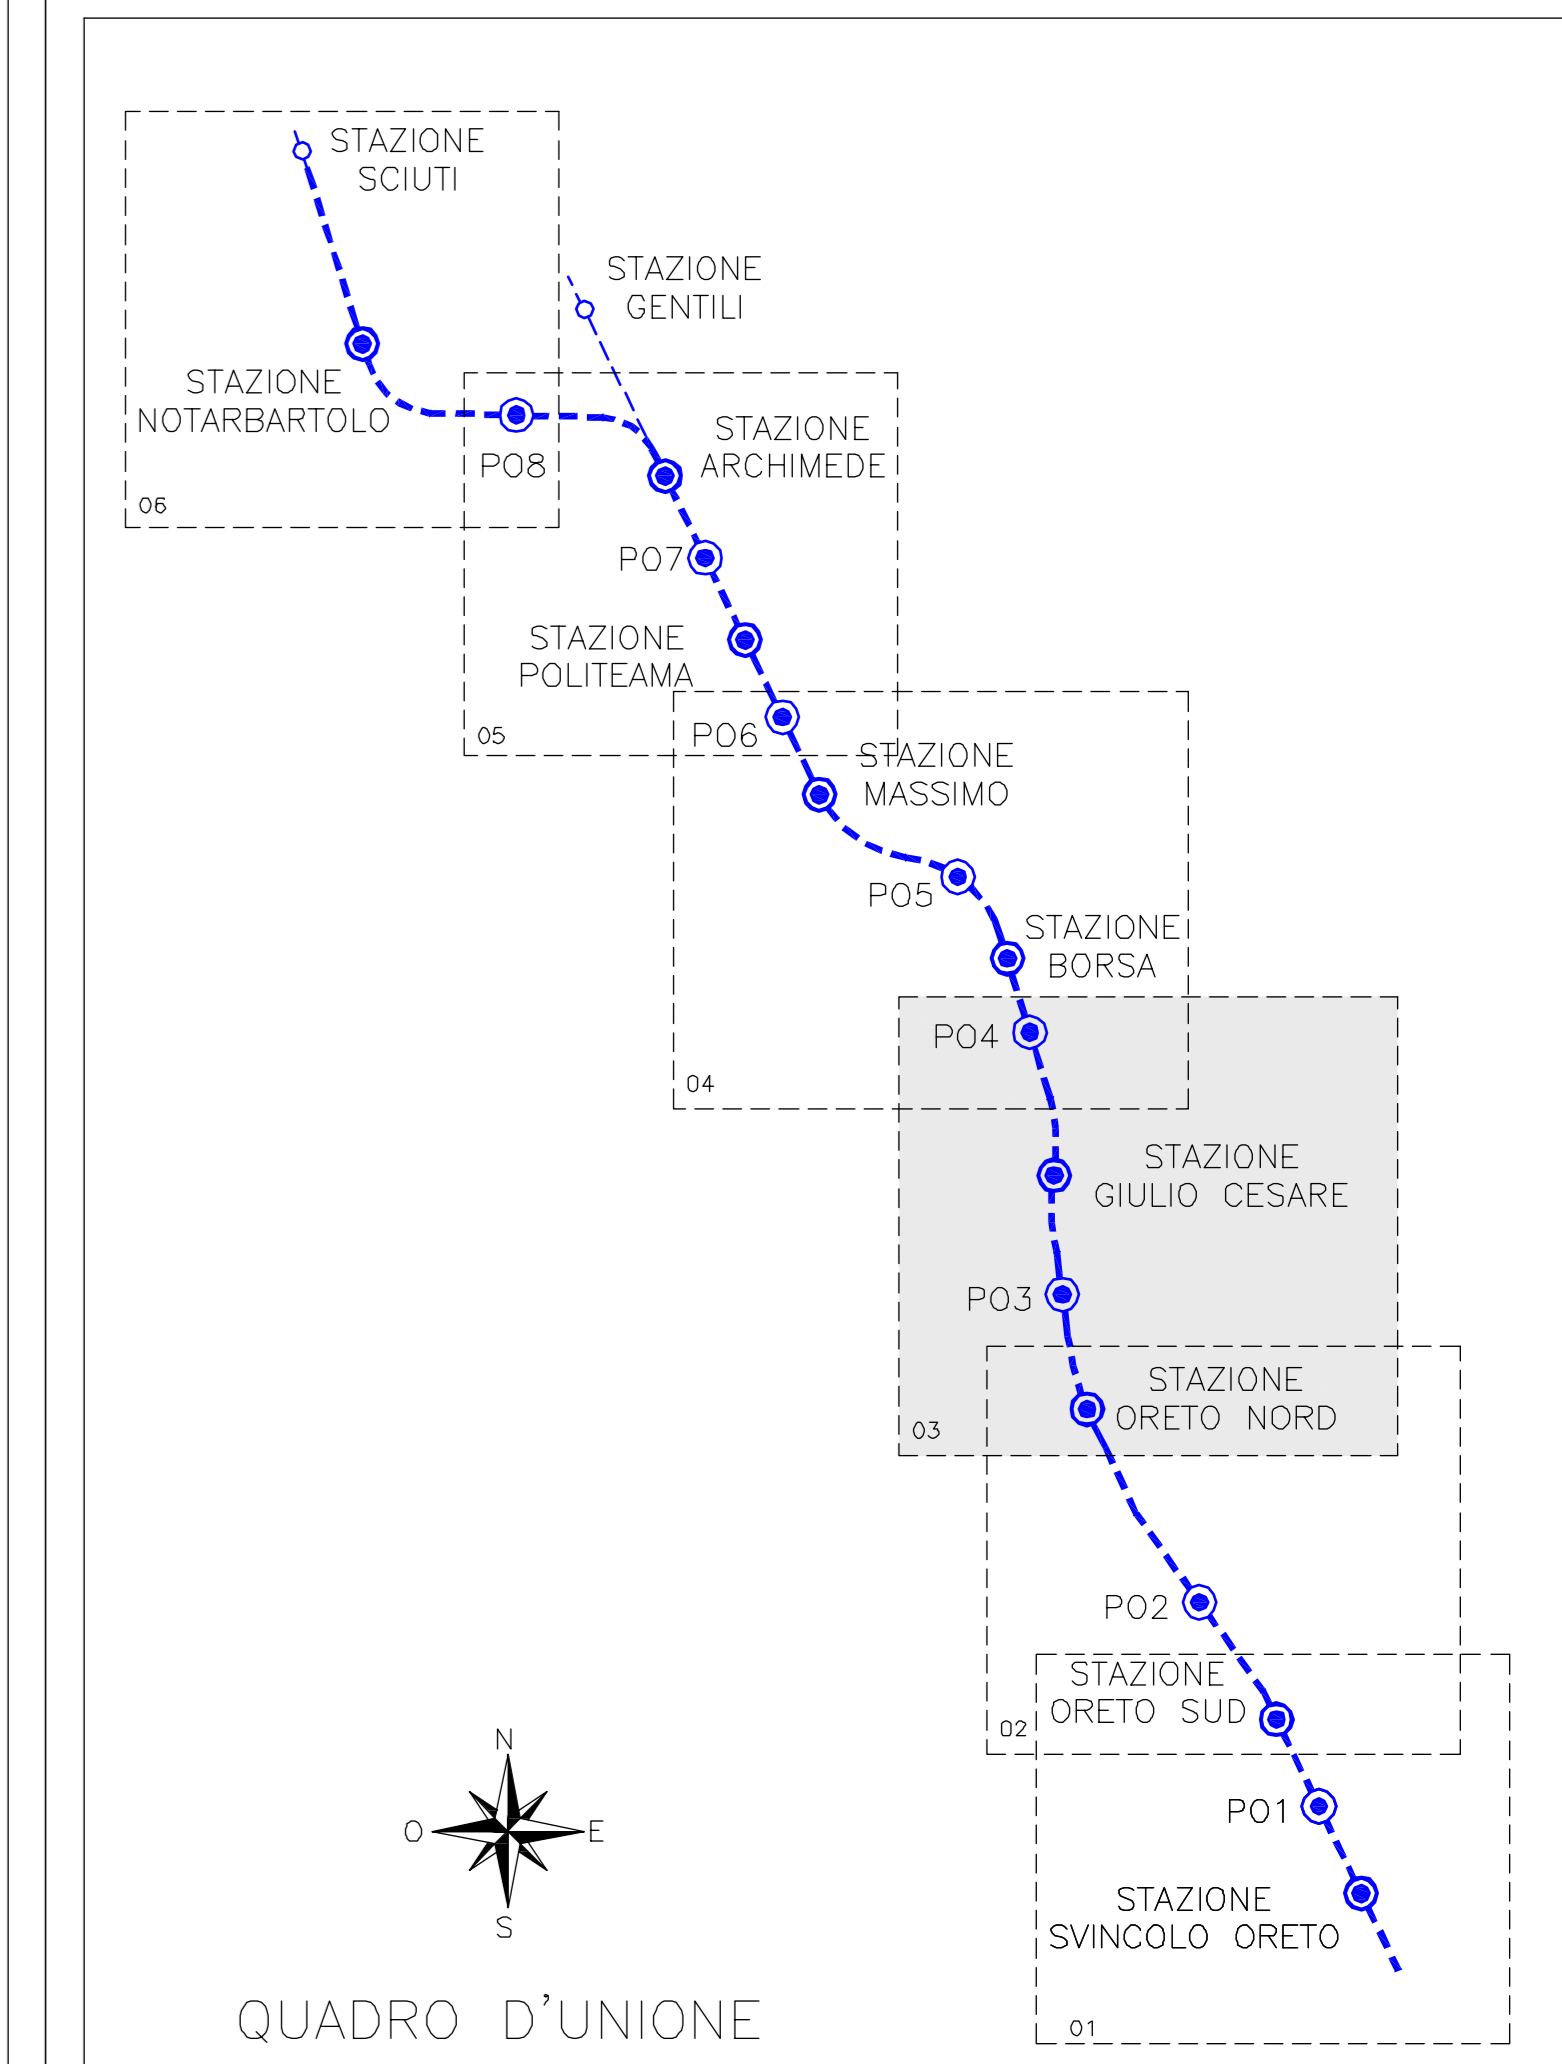 STAZIONE
SCIUTI
STAZIONE
GENTILI
STAZIONE
NOTARBARTOLO
STAZIONE
ARCHIMEDE
P08
06
P07
STAZIONE
POLITEAMA
P06
05
STAZIONE
MASSIMO
P05
STAZIONE
BORSA
P04
04
STAZIONE
GIULIO CESARE
P03
STAZIONE
ORETO NORD
03
P02
STAZIONE
ORETO SUD
02
P01
STAZIONE
SVINCOLO ORETO
01
N
O
E
S
QUADRO D'UNIONE